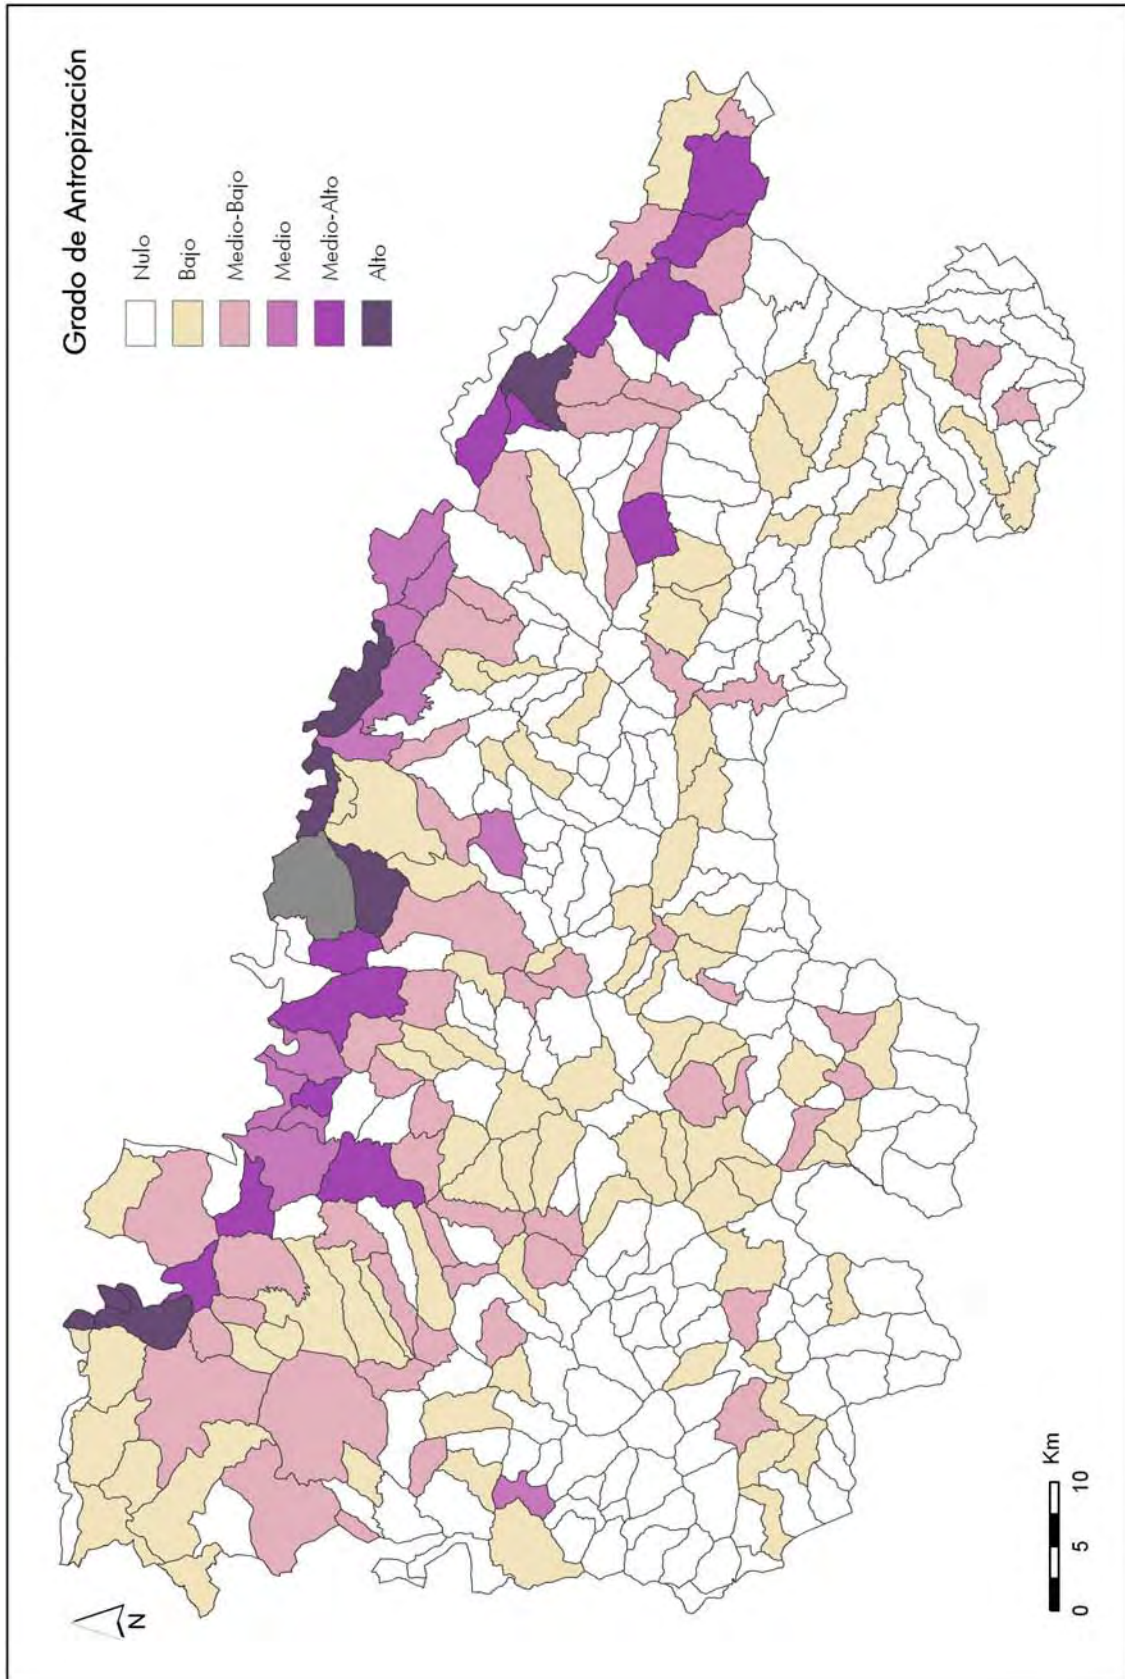 Grado de Antropización
Nulo
Bajo
Medio-Bajo
Medio
Medio-Alto
Alto
N
0 5 10 Km